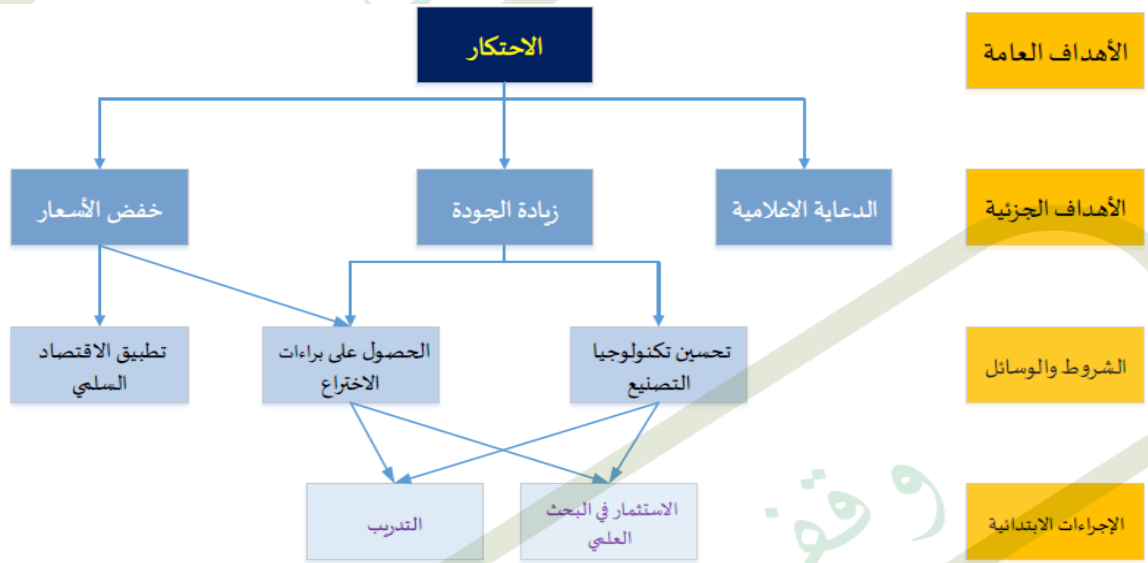 الأهداف العامة
الاحتكار
الأهداف الجزئية
الدعاية الاعلامية
زيادة الجودة
خفض الأسعار
الشروط والوسائل
تحسين تكنولوجيا
التصنيع
الحصول على براءات
الاختراع
تطبيق الاقتصاد
السلمي
الإجراءات الابتدائية
الاستثمار في البحث
العلمي
التدريب